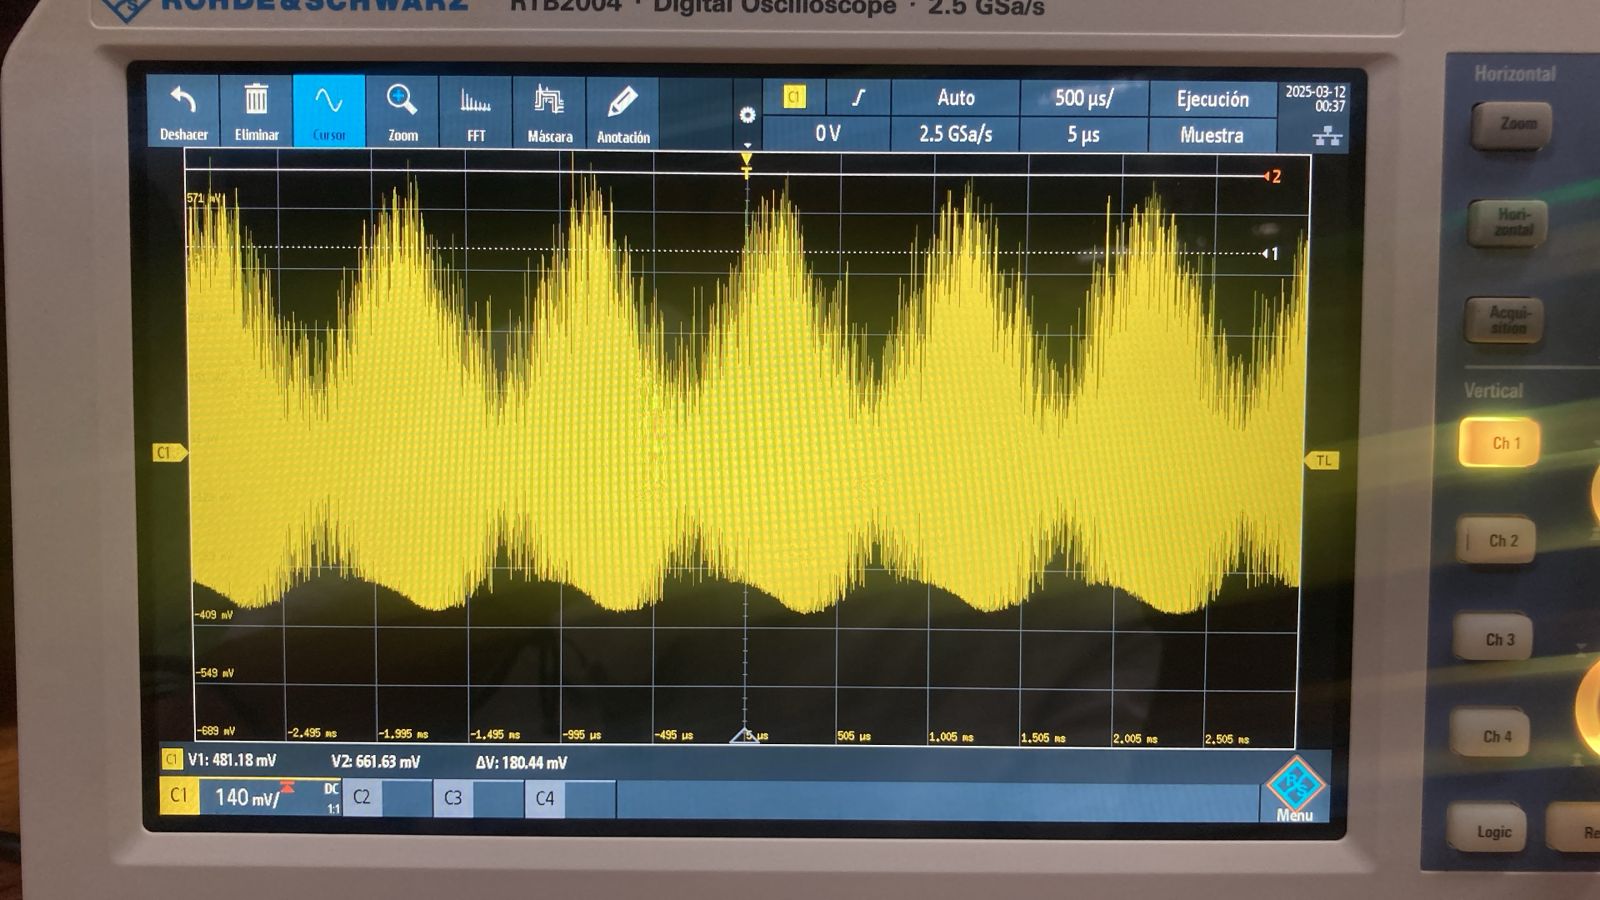 ROHDE&SCHWARZ RTB2004 · Digital Oscilloscope · 2.5 GSa/s
Deshacer Eliminar Cursor Zoom FFT Máscara Anotación
C1 Auto 500 µs/ Ejecución
0 V 2.5 GSa/s 5 µs Muestra
2025-03-12
00:37
T
2
571 mV
1
C1
TL
-409 mV
-549 mV
-689 mV
-2.495 ms -1.995 ms -1.495 ms -995 µs -495 µs 5 µs 505 µs 1.005 ms 1.505 ms 2.005 ms 2.505 ms
C1 V1: 481.18 mV V2: 661.63 mV ΔV: 180.44 mV
C1 140 mV/ DC
1:1
C2 C3 C4
R&S
Menu
Horizontal
Zoom
Hori-
zontal
Acqui-
sition
Vertical
Ch 1
Ch 2
Ch 3
Ch 4
Logic